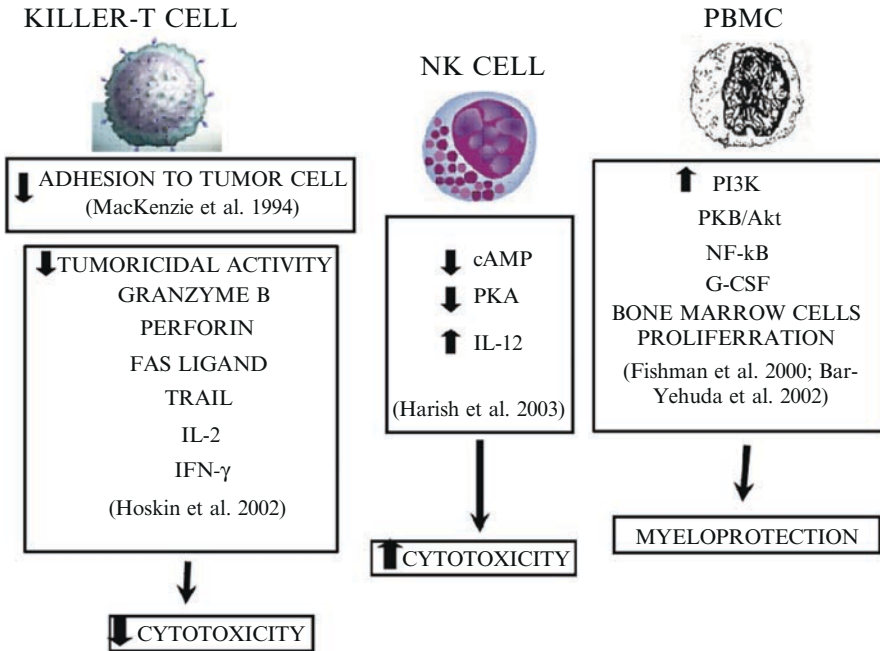 KILLER-T CELL
ADHESION TO TUMOR CELL
(MacKenzie et al. 1994)
TUMORICIDAL ACTIVITY
GRANZYME B
PERFORIN
FAS LIGAND
TRAIL
IL-2
IFN-γ
(Hoskin et al. 2002)
CYTOTOXICITY
NK CELL
cAMP
PKA
IL-12
(Harish et al. 2003)
CYTOTOXICITY
PBMC
PI3K
PKB/Akt
NF-kB
G-CSF
BONE MARROW CELLS
PROLIFERRATION
(Fishman et al. 2000; Bar-
Yehuda et al. 2002)
MYELOPROTECTION